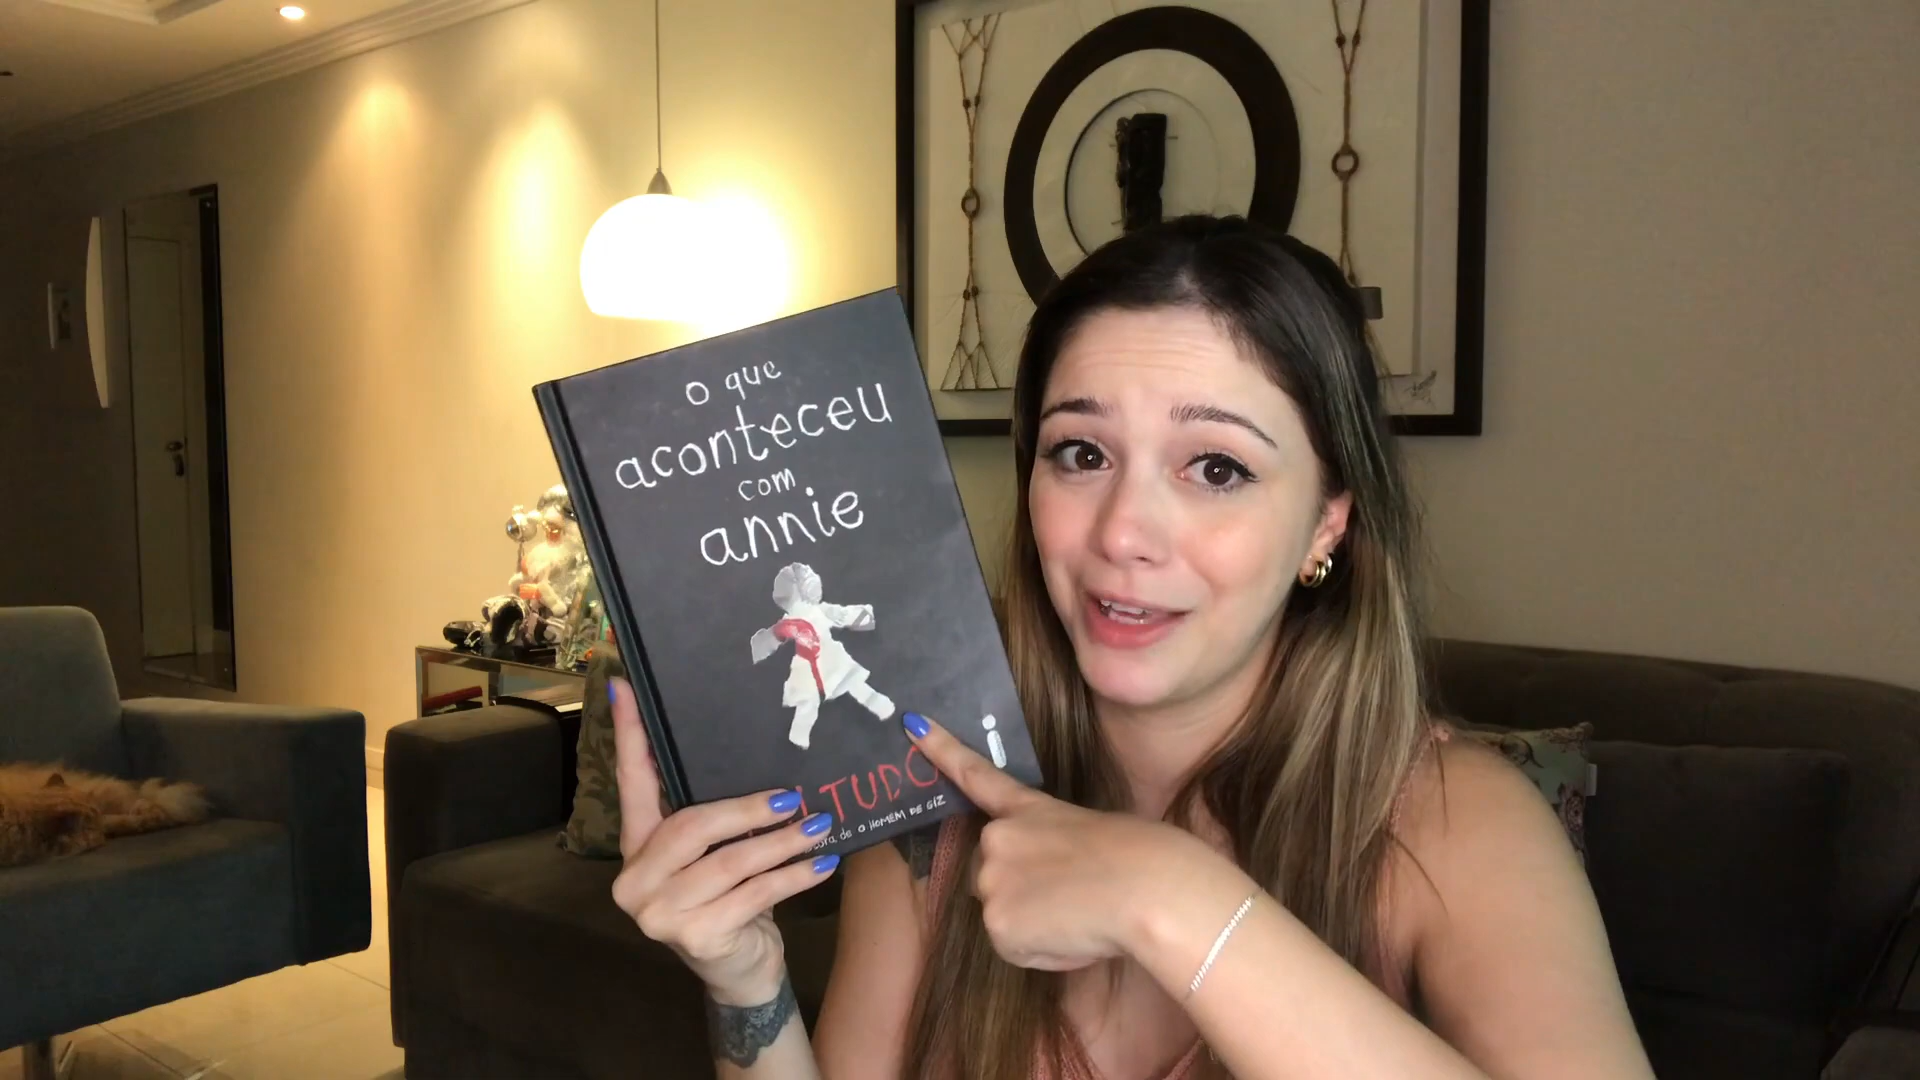 o que
aconteceu
com
annie
TUDO
de O HOMEM DE GIZ